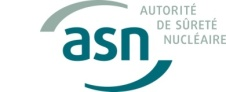 asn
AUTORITÉ
DE SÛRETÉ
NUCLÉAIRE